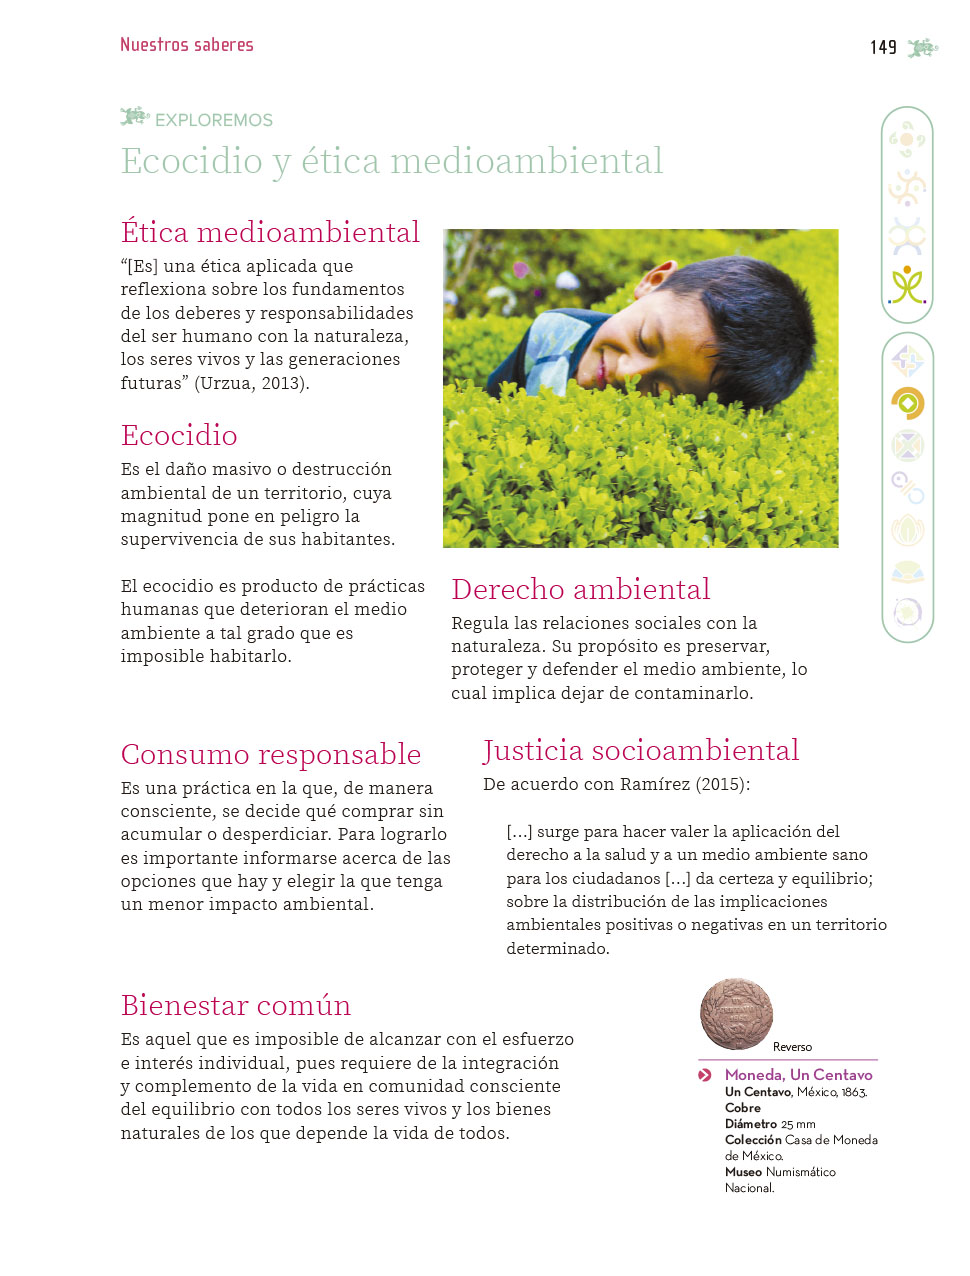 Nuestros saberes
149
EXPLOREMOS
Ecocidio y ética medioambiental
Ética medioambiental
“[Es] una ética aplicada que
reflexiona sobre los fundamentos
de los deberes y responsabilidades
del ser humano con la naturaleza,
los seres vivos y las generaciones
futuras” (Urzua, 2013).
Ecocidio
Es el daño masivo o destrucción
ambiental de un territorio, cuya
magnitud pone en peligro la
supervivencia de sus habitantes.
El ecocidio es producto de prácticas
humanas que deterioran el medio
ambiente a tal grado que es
imposible habitarlo.
Derecho ambiental
Regula las relaciones sociales con la
naturaleza. Su propósito es preservar,
proteger y defender el medio ambiente, lo
cual implica dejar de contaminarlo.
Consumo responsable
Es una práctica en la que, de manera
consciente, se decide qué comprar sin
acumular o desperdiciar. Para lograrlo
es importante informarse acerca de las
opciones que hay y elegir la que tenga
un menor impacto ambiental.
Justicia socioambiental
De acuerdo con Ramírez (2015):
[...] surge para hacer valer la aplicación del
derecho a la salud y a un medio ambiente sano
para los ciudadanos [...] da certeza y equilibrio;
sobre la distribución de las implicaciones
ambientales positivas o negativas en un territorio
determinado.
Bienestar común
Es aquel que es imposible de alcanzar con el esfuerzo
e interés individual, pues requiere de la integración
y complemento de la vida en comunidad consciente
del equilibrio con todos los seres vivos y los bienes
naturales de los que depende la vida de todos.
UN
CENTAVO
1863
Reverso
Moneda, Un Centavo
Un Centavo, México, 1863.
Cobre
Diámetro 25 mm
Colección Casa de Moneda
de México.
Museo Numismático
Nacional.